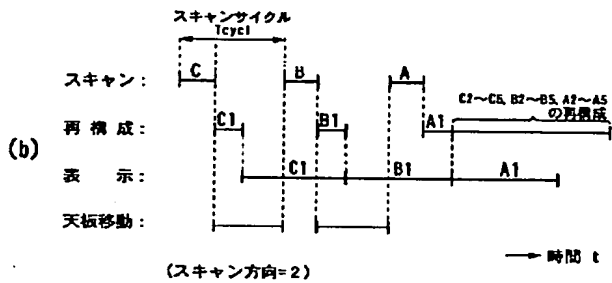 スキャンサイクル
Tcycl
スキャン: C B A
C2~C5, B2~B5, A2~A5
の再構成
再構成: C1 B1 A1
(b)
表示: C1 B1 A1
天板移動:
時間 t
(スキャン方向=2)